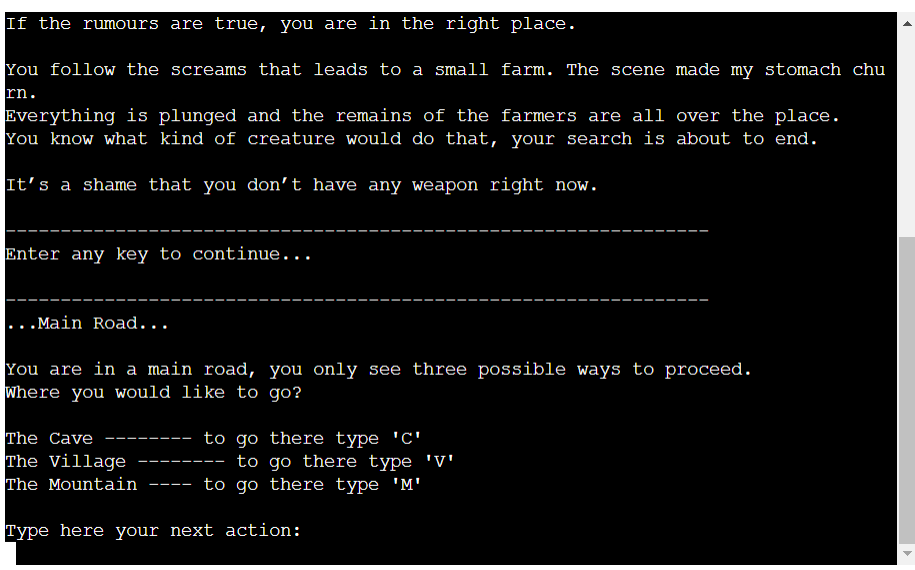 If the rumours are true, you are in the right place.
You follow the screams that leads to a small farm. The scene made my stomach chu
rn.
Everything is plunged and the remains of the farmers are all over the place.
You know what kind of creature would do that, your search is about to end.
It’s a shame that you don’t have any weapon right now.
----------------------------------------------------------------
Enter any key to continue...
----------------------------------------------------------------
...Main Road...
You are in a main road, you only see three possible ways to proceed.
Where you would like to go?
The Cave -------- to go there type 'C'
The Village -------- to go there type 'V'
The Mountain ---- to go there type 'M'
Type here your next action: